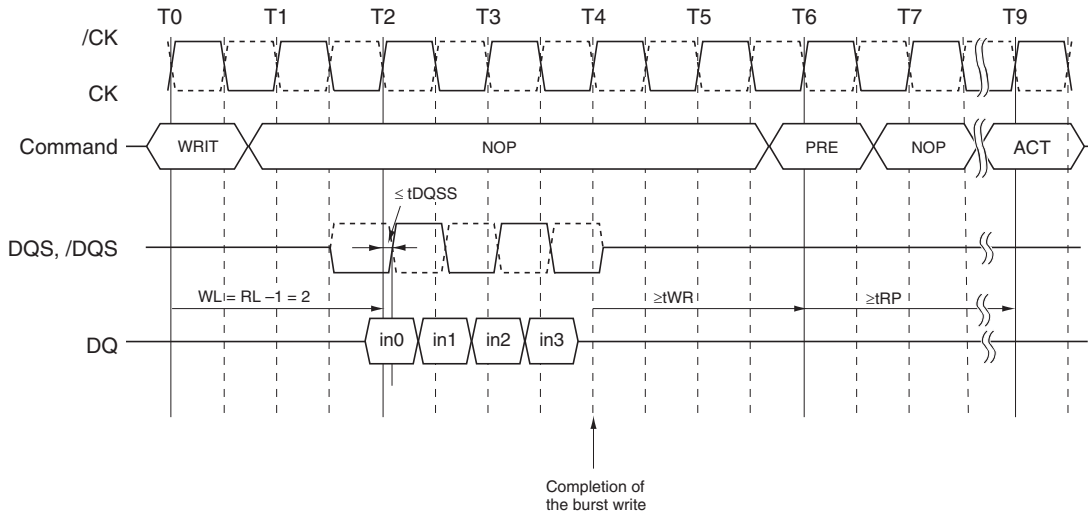 T0 T1 T2 T3 T4 T5 T6 T7 T9
/CK
CK
Command WRIT NOP PRE NOP ACT
≤ tDQSS
DQS, /DQS
WL = RL –1 = 2 ≥tWR ≥tRP
DQ in0 in1 in2 in3
Completion of
the burst write